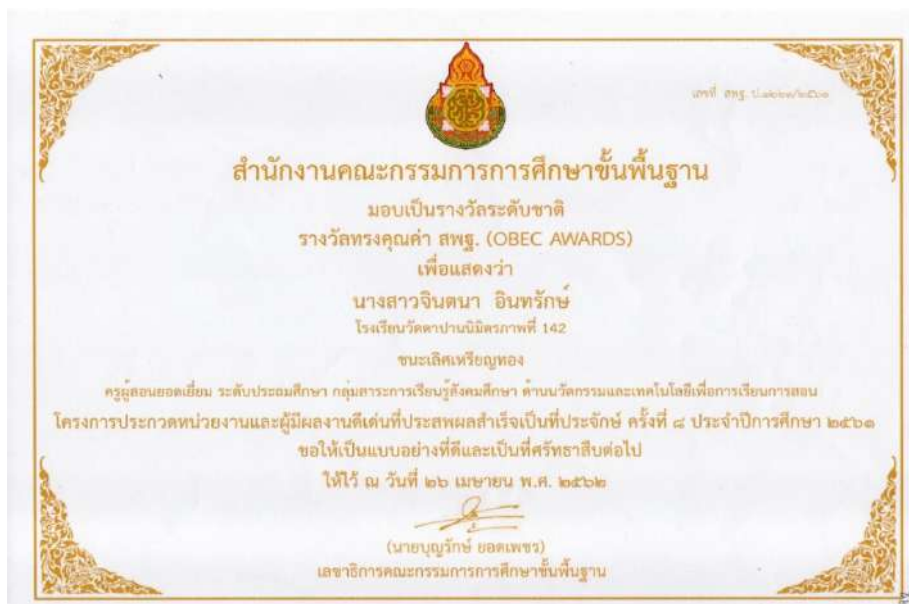 เลขที่ สพฐ.
สำนักงานคณะกรรมการการศึกษาขั้นพื้นฐาน
มอบเป็นรางวัลระดับชาติ
รางวัลทรงคุณค่า สพฐ. (OBEC AWARDS)
เพื่อแสดงว่า
นางสาวจินตนา อินทรักษ์
โรงเรียนวัดตาปานนิมิตรภาพที่ 142
ชนะเลิศเหรียญทอง
ครูผู้สอนยอดเยี่ยม ระดับประถมศึกษา กลุ่มสาระการเรียนรู้สังคมศึกษา ด้านนวัตกรรมและเทคโนโลยีเพื่อการเรียนการสอน
โครงการประกวดหน่วยงานและผู้มีผลงานดีเด่นที่ประสพผลสำเร็จเป็นที่ประจักษ์ ครั้งที่ ๘ ประจำปีการศึกษา ๒๕๖๑
ขอให้เป็นแบบอย่างที่ดีและเป็นที่ศรัทธาสืบต่อไป
ให้ไว้ ณ วันที่ ๒๖ เมษายน พ.ศ. ๒๕๖๒
(นายบุญรักษ์ ยอดเพชร)
เลขาธิการคณะกรรมการการศึกษาขั้นพื้นฐาน